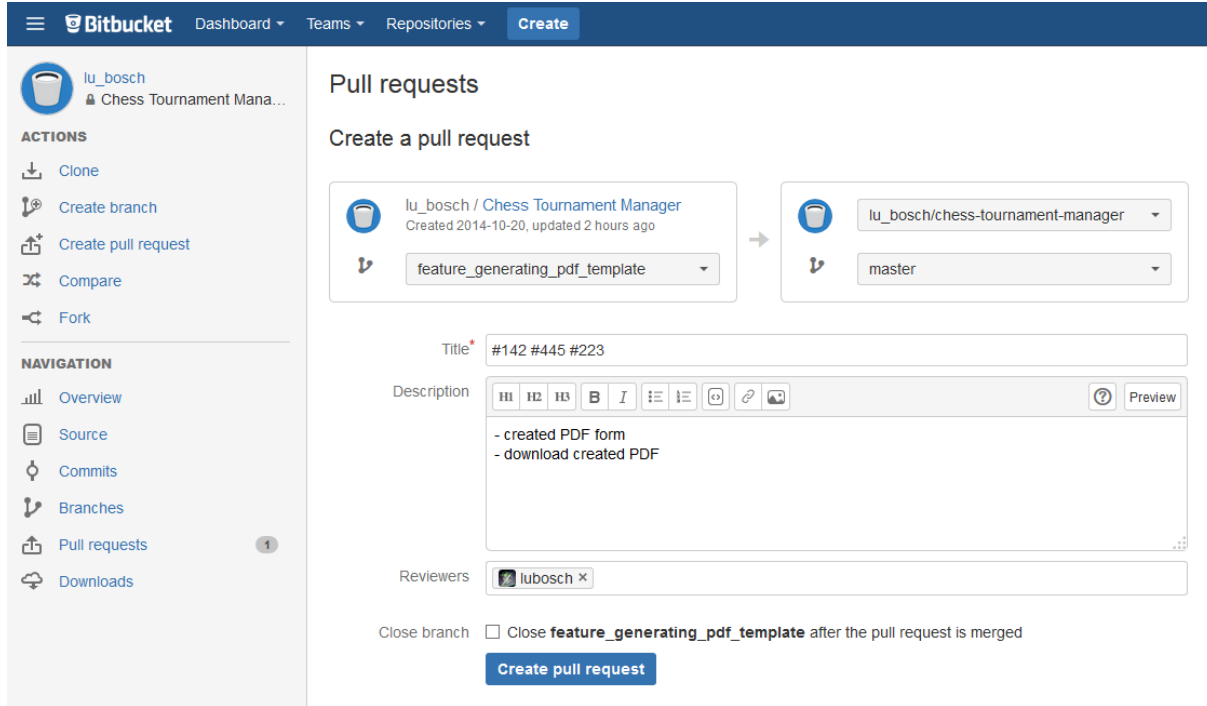 Bitbucket Dashboard Teams Repositories Create
lu_bosch
Chess Tournament Mana...
ACTIONS
Clone
Create branch
Create pull request
Compare
Fork
NAVIGATION
Overview
Source
Commits
Branches
Pull requests 1
Downloads
Pull requests
Create a pull request
lu_bosch / Chess Tournament Manager
Created 2014-10-20, updated 2 hours ago
feature_generating_pdf_template
lu_bosch/chess-tournament-manager
master
Title* #142 #445 #223
Description H1 H2 H3 B I ? Preview
- created PDF form
- download created PDF
Reviewers lubosch ×
Close branch Close feature_generating_pdf_template after the pull request is merged
Create pull request